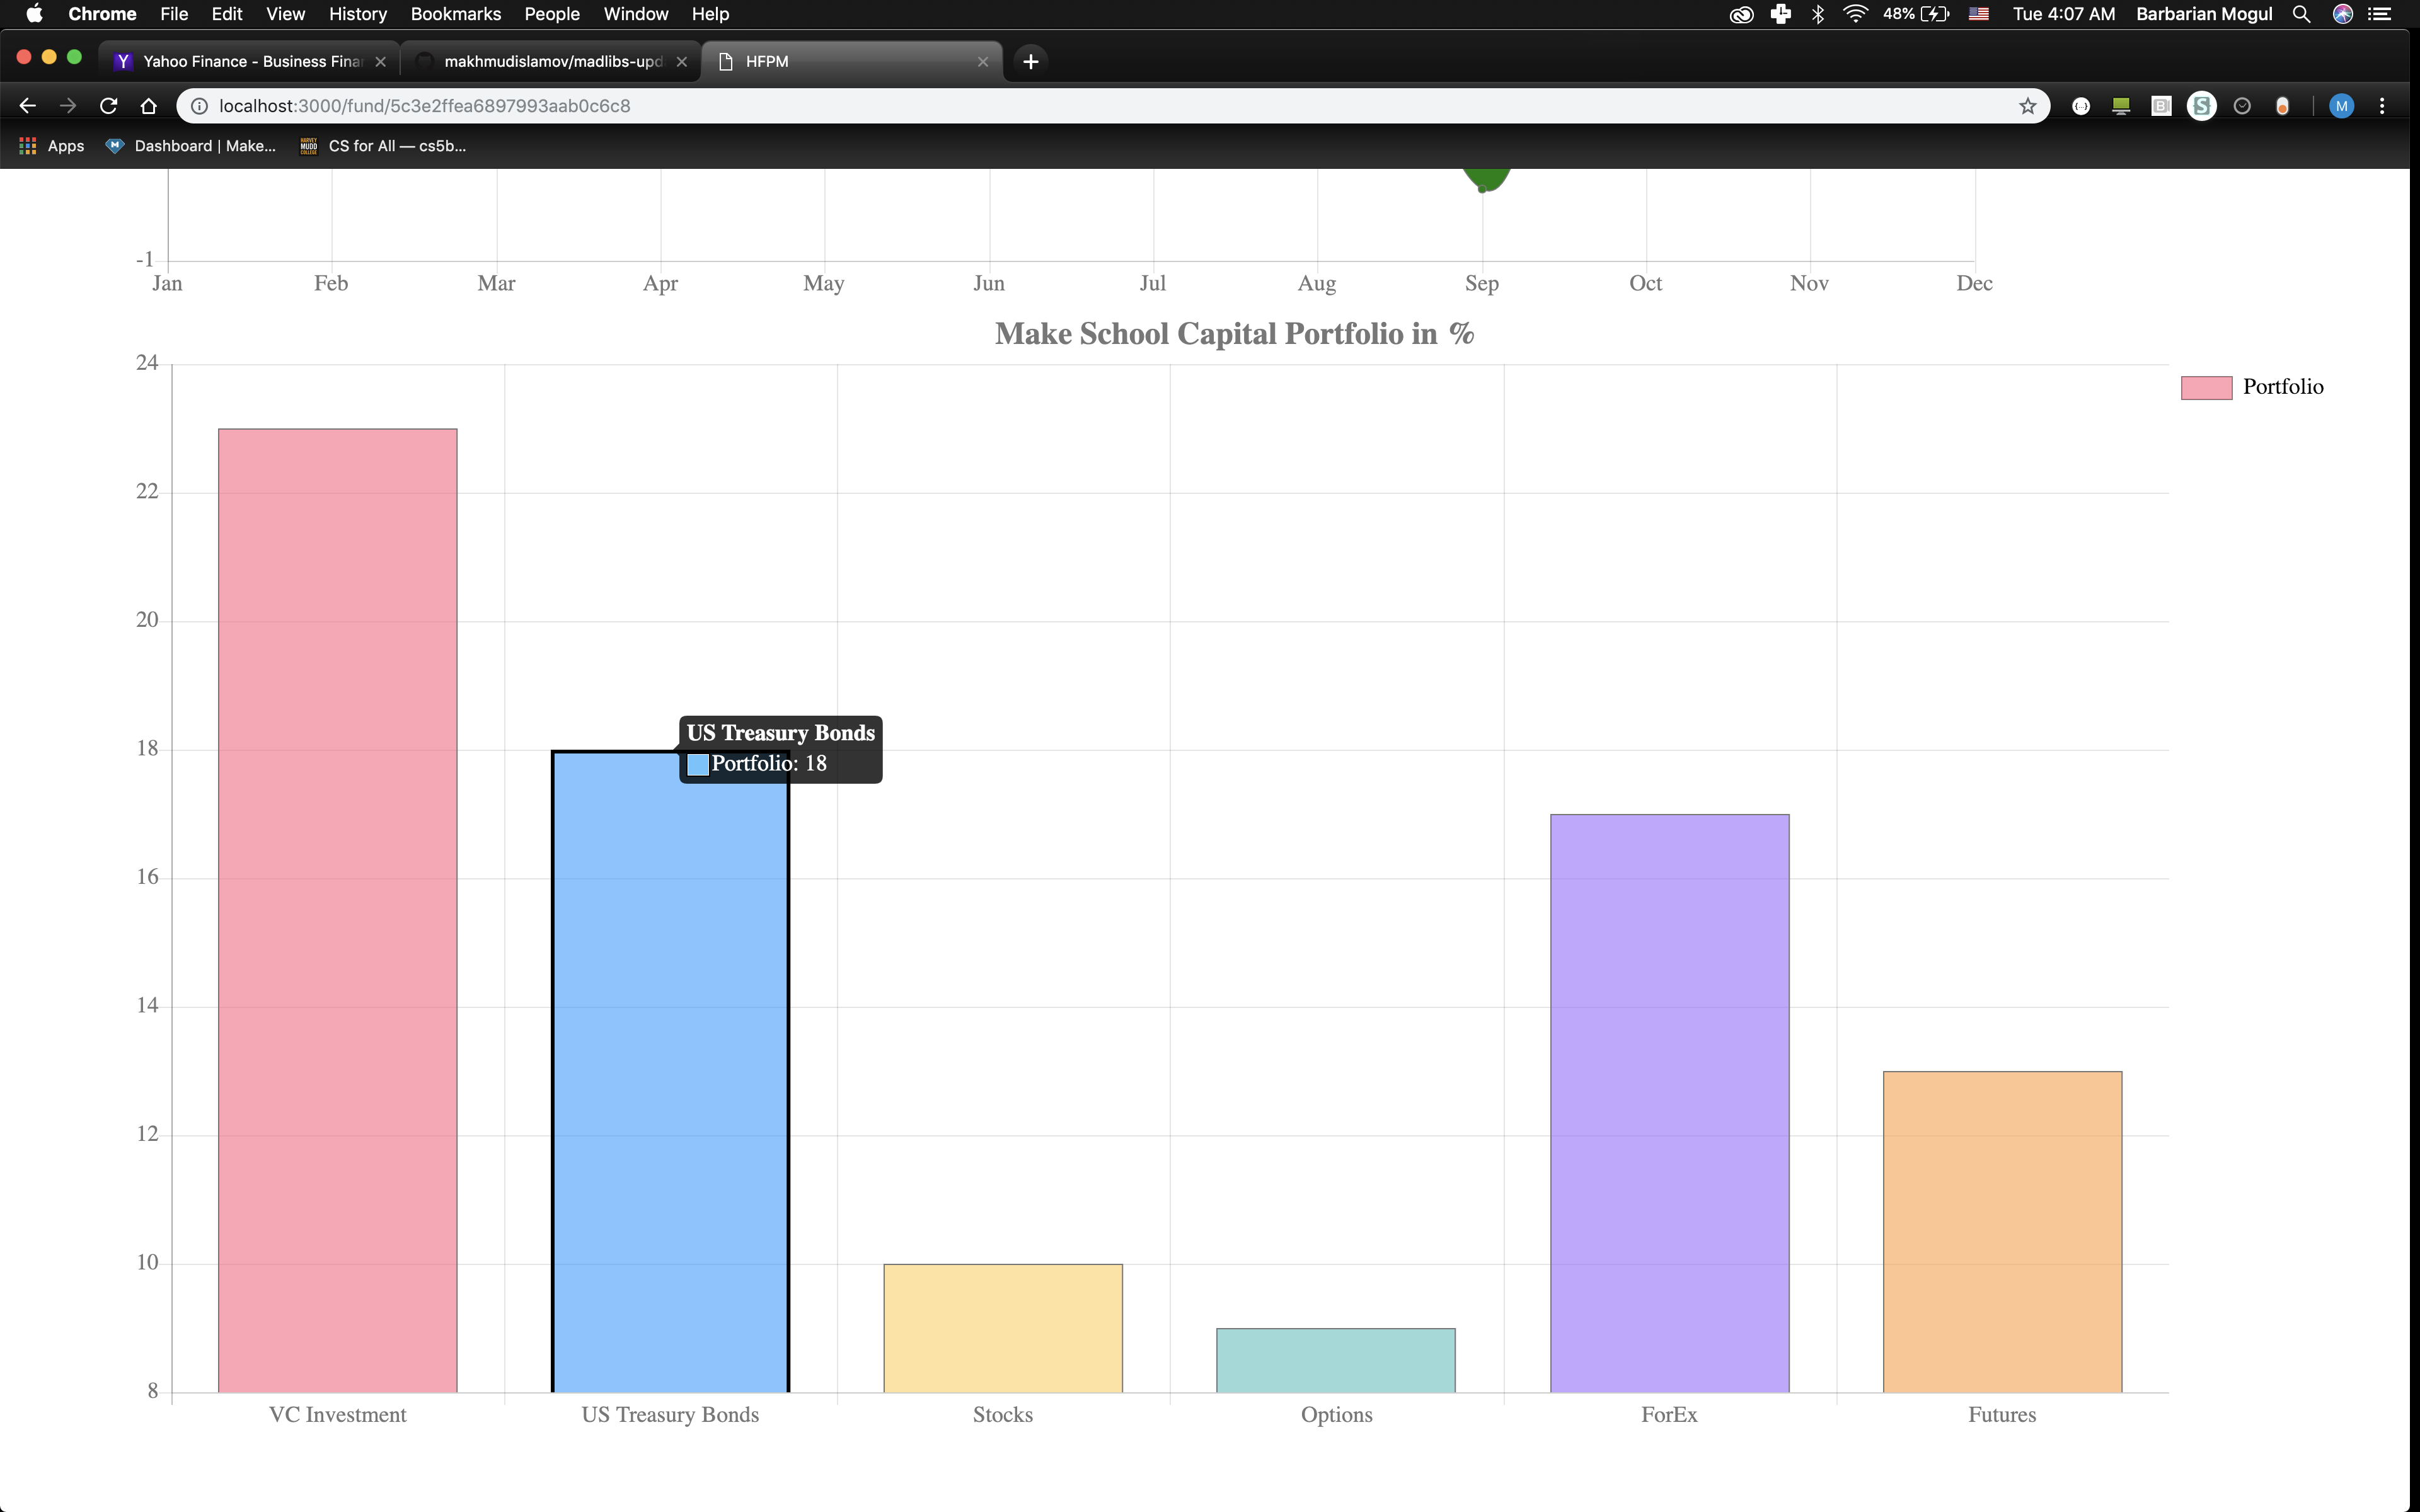 Chrome File Edit View History Bookmarks People Window Help 48% Tue 4:07 AM Barbarian Mogul
Yahoo Finance - Business Finan makhmudislamov/madlibs-upd HFPM
localhost:3000/fund/5c3e2ffea6897993aab0c6c8 M
Apps Dashboard | Make... CS for All — cs5b...
-1
Jan Feb Mar Apr May Jun Jul Aug Sep Oct Nov Dec
Make School Capital Portfolio in %
24
Portfolio
22
20
18
US Treasury Bonds
Portfolio: 18
16
14
12
10
8
VC Investment US Treasury Bonds Stocks Options ForEx Futures